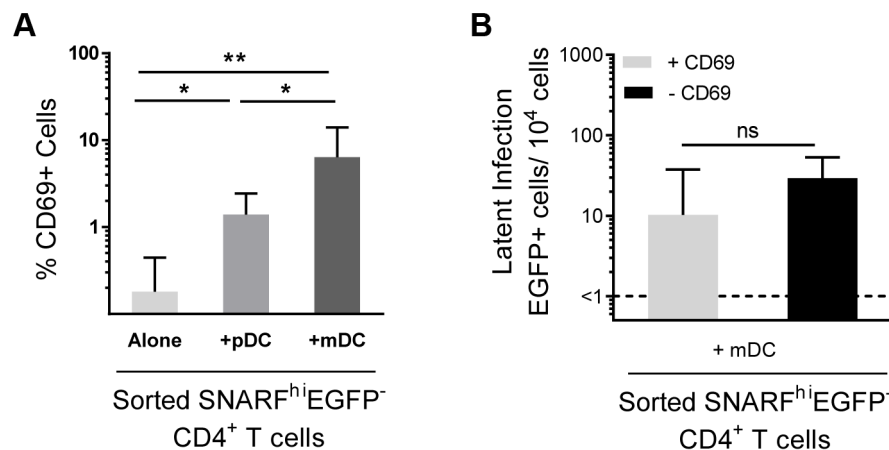 A
% CD69+ Cells
100
10
1
**
*
*
Alone
+pDC
+mDC
Sorted SNARFhiEGFP-
CD4+ T cells
B
Latent Infection
EGFP+ cells/ 10⁴ cells
1000
100
10
<1
+ CD69
- CD69
ns
+ mDC
Sorted SNARFhiEGFP-
CD4+ T cells